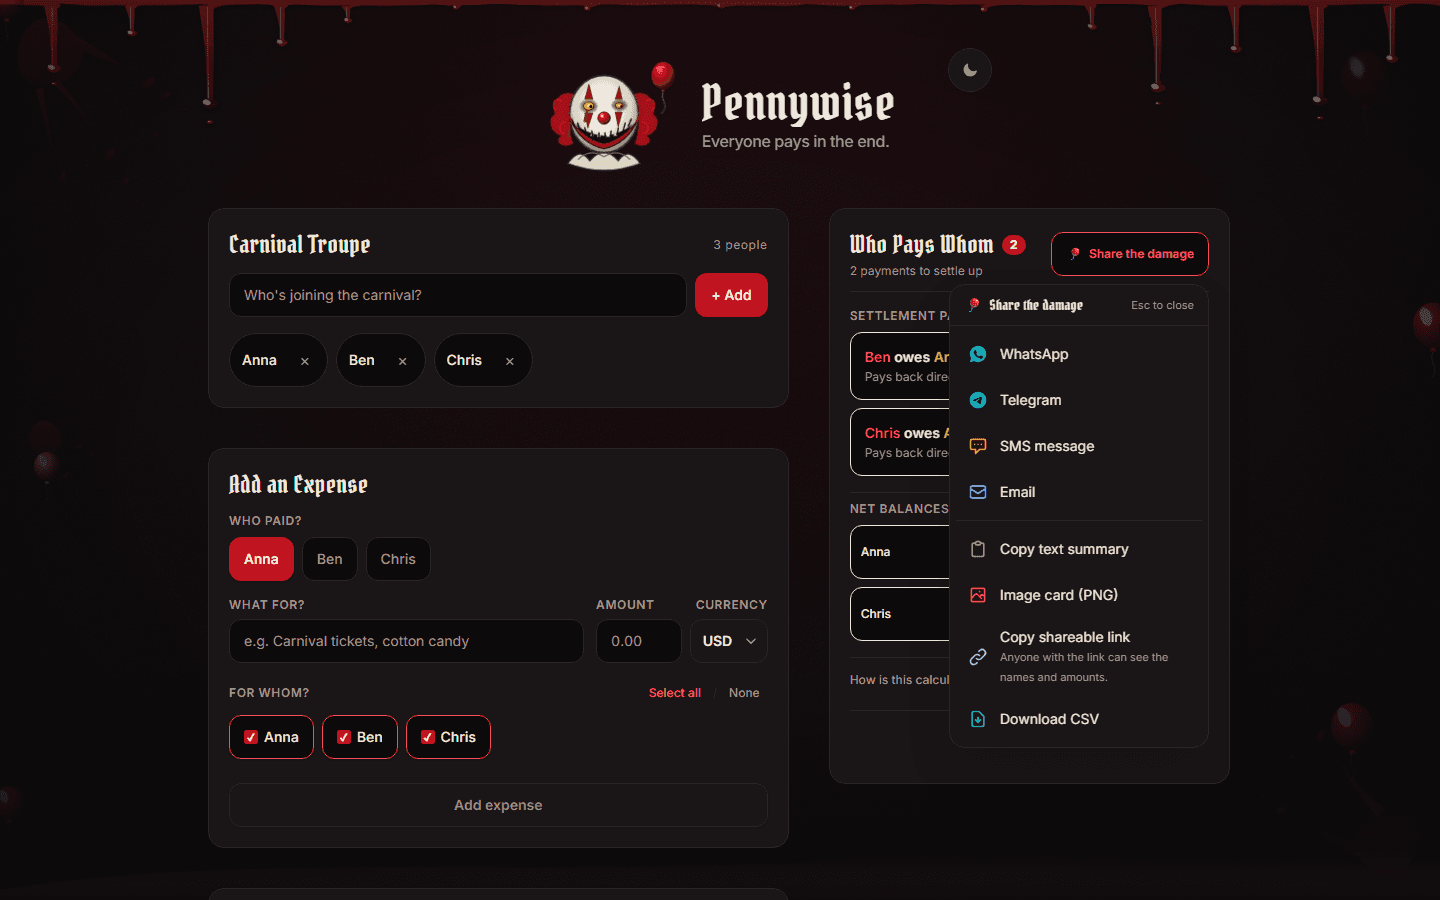 Pennywise
Everyone pays in the end.
Carnival Troupe
3 people
Who's joining the carnival?
+ Add
Anna ×
Ben ×
Chris ×
Add an Expense
WHO PAID?
Anna
Ben
Chris
WHAT FOR?
AMOUNT
CURRENCY
e.g. Carnival tickets, cotton candy
0.00
USD
FOR WHOM?
Select all / None
Anna
Ben
Chris
Add expense
Who Pays Whom 2
2 payments to settle up
Share the damage
SETTLEMENT
Ben owes
Pays back
Chris owes
Pays back
NET BALANCES
Anna
Chris
How is this
Share the damage
Esc to close
WhatsApp
Telegram
SMS message
Email
Copy text summary
Image card (PNG)
Copy shareable link
Anyone with the link can see the
names and amounts.
Download CSV